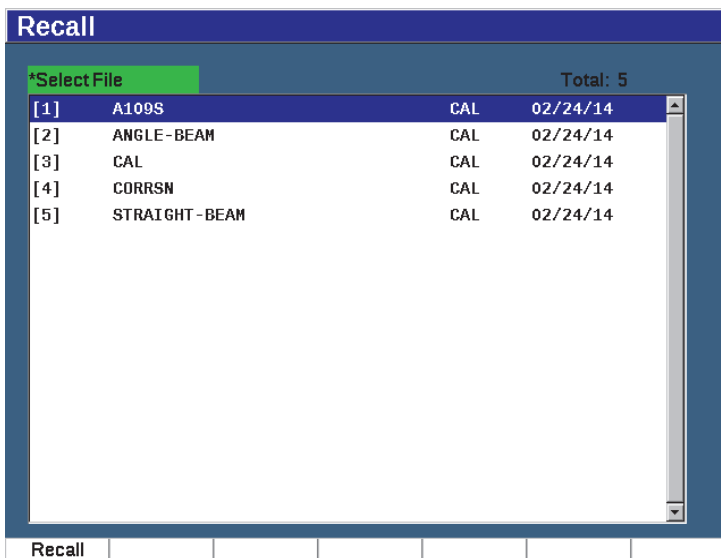 Recall
*Select File Total: 5
[1] A109S CAL 02/24/14
[2] ANGLE-BEAM CAL 02/24/14
[3] CAL CAL 02/24/14
[4] CORRSN CAL 02/24/14
[5] STRAIGHT-BEAM CAL 02/24/14
Recall